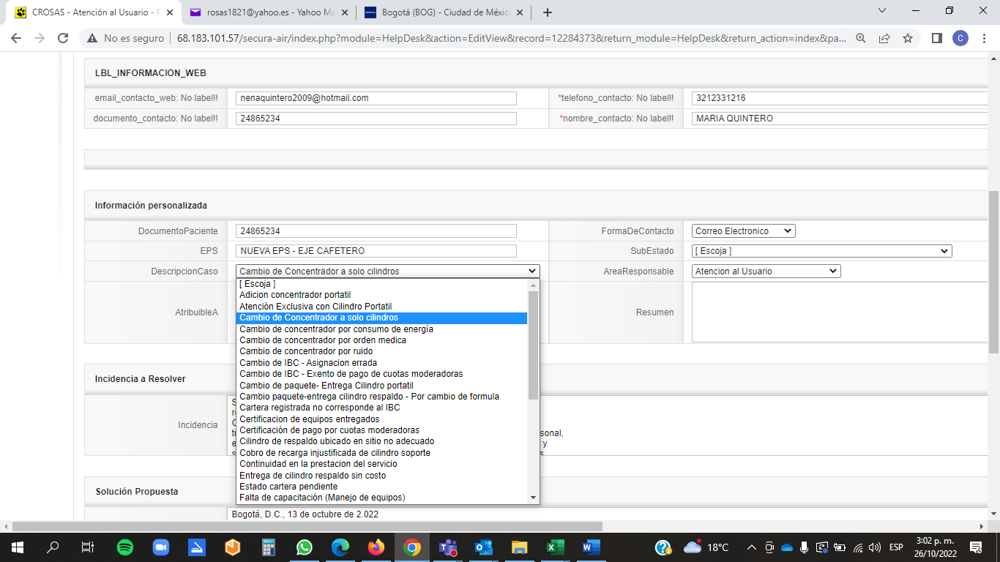 CROSAS - Atención al Usuario - F
rosas1821@yahoo.es - Yahoo Ma
Bogotá (BOG) - Ciudad de Méxic
No es seguro
68.183.101.57/secura-air/index.php?module=HelpDesk&action=EditView&record=12284373&return_module=HelpDesk&return_action=index&pa...
C
LBL_INFORMACION_WEB
email_contacto_web: No label!! nenaquintero2009@hotmail.com *telefono_contacto: No label!! 3212331216
documento_contacto: No label!! 24865234 *nombre_contacto: No label!! MARIA QUINTERO
Información personalizada
DocumentoPaciente 24865234 FormaDeContacto Correo Electronico
EPS NUEVA EPS - EJE CAFETERO SubEstado [ Escoja ]
DescripcionCaso Cambio de Concentrador a solo cilindros AreaResponsable Atencion al Usuario
AtribuibleA Resumen
[ Escoja ]
Adicion concentrador portatil
Atención Exclusiva con Cilindro Portatil
Cambio de Concentrador a solo cilindros
Cambio de concentrador por consumo de energía
Cambio de concentrador por orden medica
Cambio de concentrador por ruido
Cambio de IBC - Asignacion errada
Cambio de IBC - Exento de pago de cuotas moderadoras
Cambio de paquete- Entrega Cilindro portatil
Cambio paquete-entrega cilindro respaldo - Por cambio de formula
Cartera registrada no corresponde al IBC
Certificacion de equipos entregados
Certificación de pago por cuotas moderadoras
Cilindro de respaldo ubicado en sitio no adecuado
Cobro de recarga injustificada de cilindro soporte
Continuidad en la prestacion del servicio
Entrega de cilindro respaldo sin costo
Estado cartera pendiente
Falta de capacitación (Manejo de equipos)
Incidencia a Resolver
Incidencia
sonal,
y
Solución Propuesta
Bogotá, D.C., 13 de octubre de 2.022
18°C
ESP
3:02 p. m.
26/10/2022